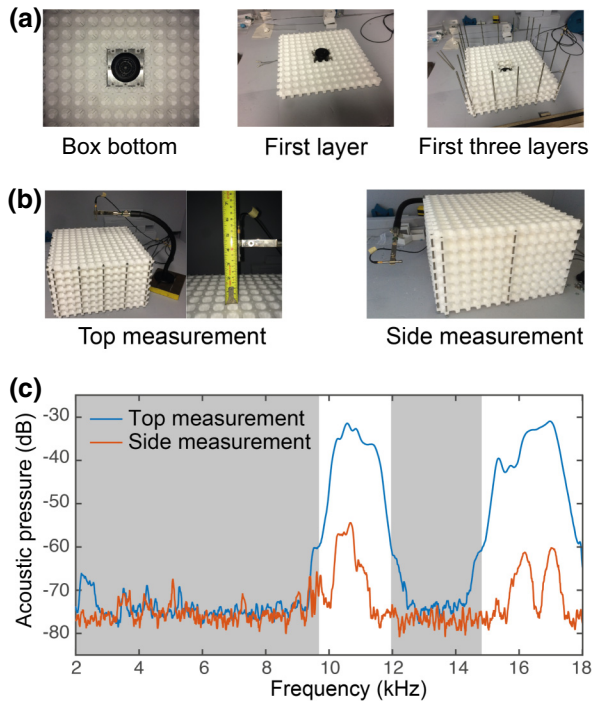 (a)
Box bottom
First layer
First three layers
(b)
Top measurement
Side measurement
(c)
Acoustic pressure (dB)
-30
-40
-50
-60
-70
-80
Top measurement
Side measurement
2
4
6
8
10
12
14
16
18
Frequency (kHz)